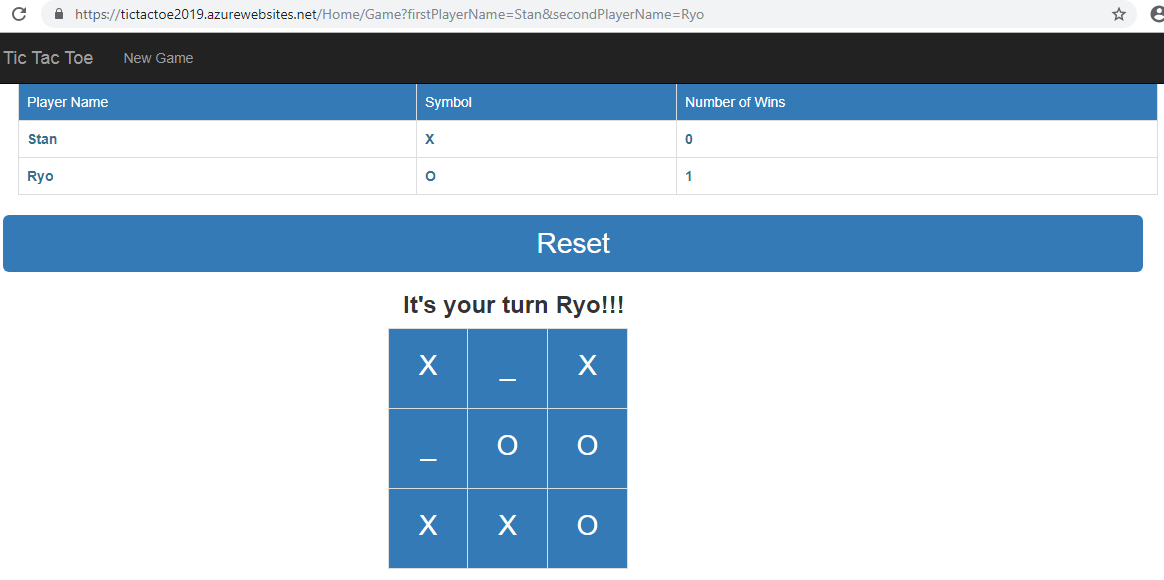 https://tictactoe2019.azurewebsites.net/Home/Game?firstPlayerName=Stan&secondPlayerName=Ryo
Tic Tac Toe New Game
Player Name Symbol Number of Wins
Stan X 0
Ryo O 1
Reset
It's your turn Ryo!!!
X _ X
_ O O
X X O